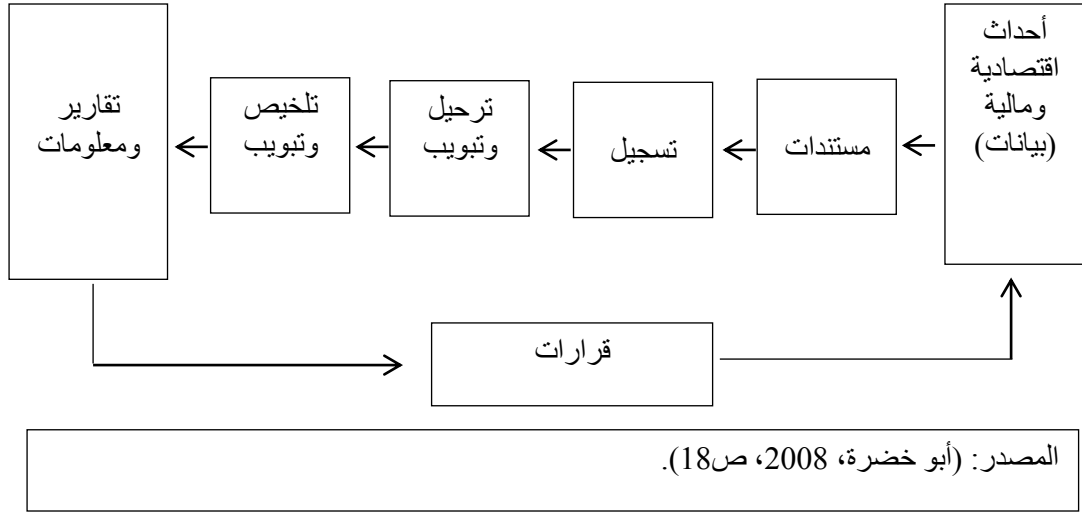 أحداث
اقتصادية
ومالية
(بيانات)
مستندات
تسجيل
ترحيل
وتبويب
تلخيص
وتبويب
تقارير
ومعلومات
قرارات
المصدر: (أبو خضرة، 2008، ص18).